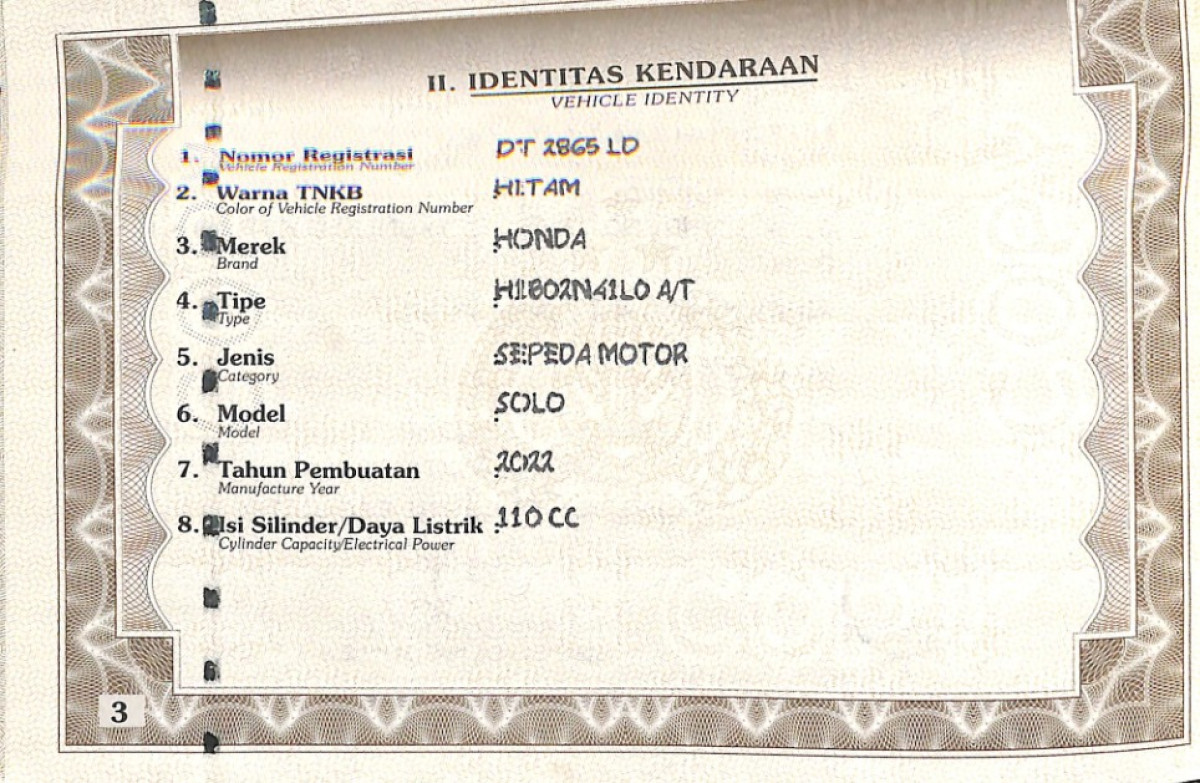 II. IDENTITAS KENDARAAN
VEHICLE IDENTITY
1. Nomor Registrasi DT 2865 LD
Vehicle Registration Number
2. Warna TNKB : HITAM
Color of Vehicle Registration Number
3. Merek : HONDA
Brand
4. Tipe : H1B02N41L0 A/T
Type
5. Jenis : SEPEDA MOTOR
Category
6. Model : SOLO
Model
7. Tahun Pembuatan : 2022
Manufacture Year
8. Isi Silinder/Daya Listrik : 110 CC
Cylinder Capacity/Electrical Power
3